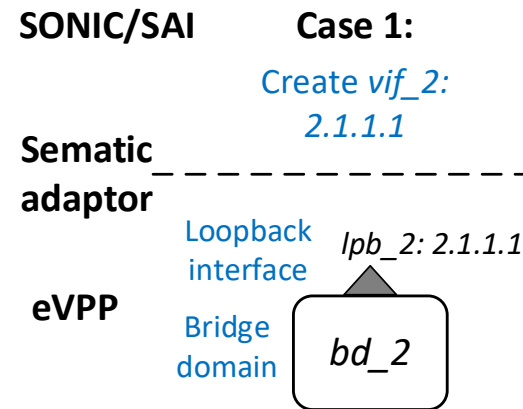 SONIC/SAI
Case 1:
Create vif_2:
2.1.1.1
Sematic
adaptor
Loopback
interface
lpb_2: 2.1.1.1
eVPP
Bridge
domain
bd_2